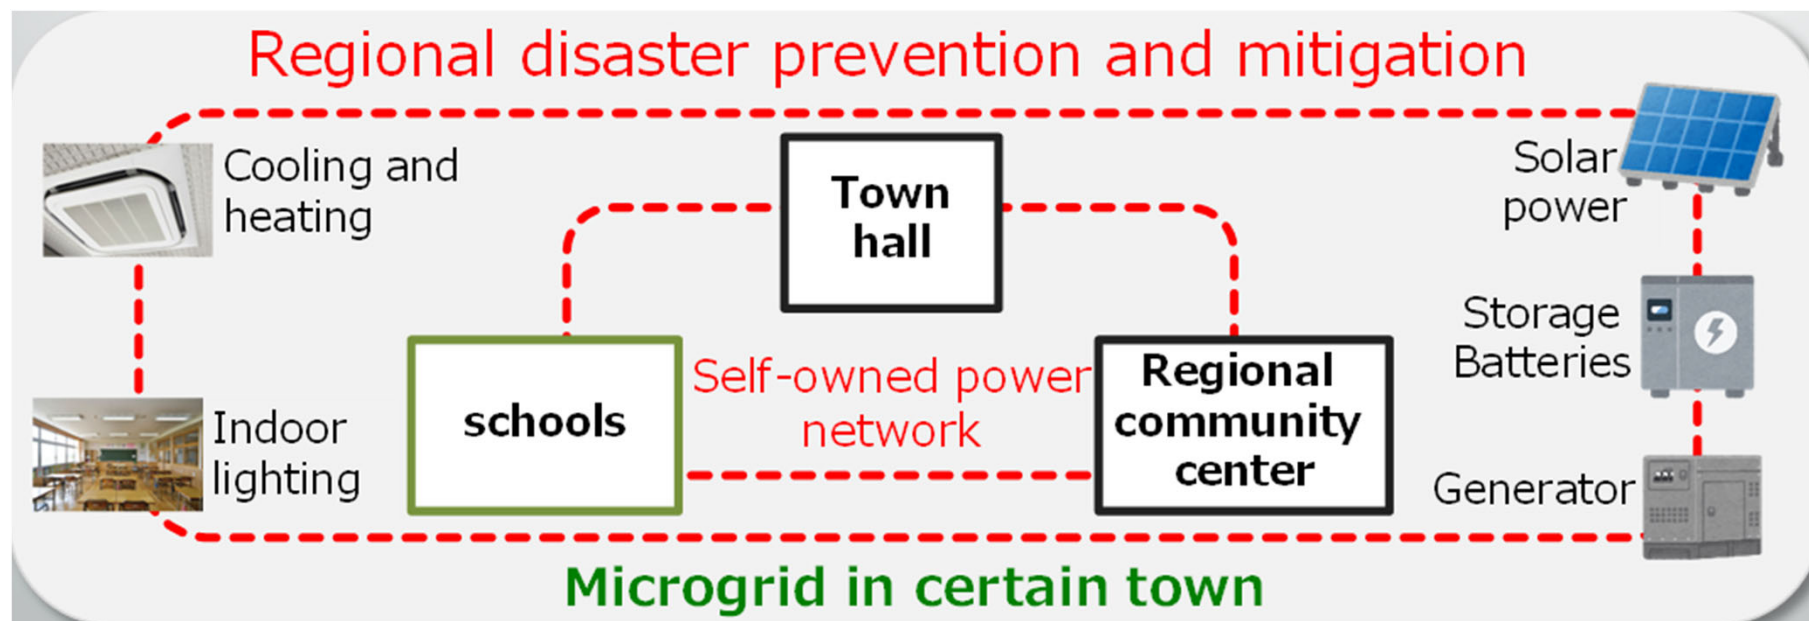 Regional disaster prevention and mitigation
Cooling and
heating
Town
hall
Solar
power
schools
Self-owned power
network
Regional
community
center
Storage
Batteries
Indoor
lighting
Generator
Microgrid in certain town